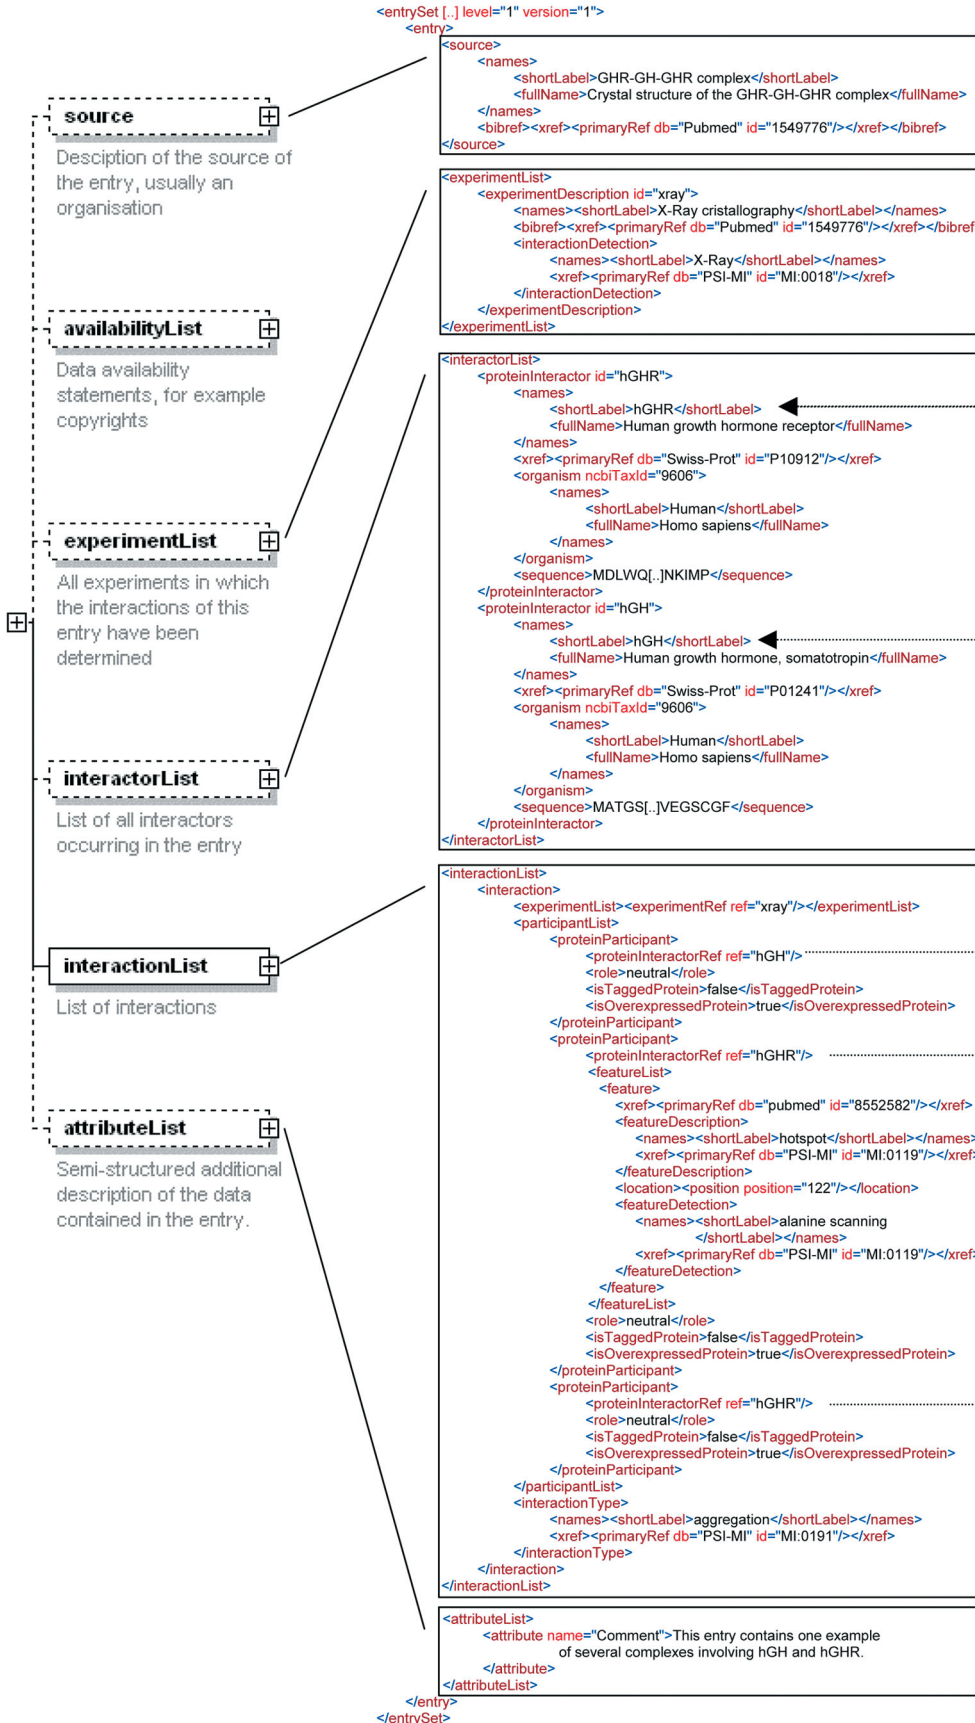 <entrySet [..] level="1" version="1">
<entry>
source
Desciption of the source of
the entry, usually an
organisation
availabilityList
Data availability
statements, for example
copyrights
experimentList
All experiments in which
the interactions of this
entry have been
determined
interactorList
List of all interactors
occurring in the entry
interactionList
List of interactions
attributeList
Semi-structured additional
description of the data
contained in the entry.
<source>
<names>
<shortLabel>GHR-GH-GHR complex</shortLabel>
<fullName>Crystal structure of the GHR-GH-GHR complex</fullName>
</names>
<bibref><xref><primaryRef db="Pubmed" id="1549776"/></xref></bibref>
</source>
<experimentList>
<experimentDescription id="xray">
<names><shortLabel>X-Ray cristallography</shortLabel></names>
<bibref><xref><primaryRef db="Pubmed" id="1549776"/></xref></bibref
<interactionDetection>
<names><shortLabel>X-Ray</shortLabel></names>
<xref><primaryRef db="PSI-MI" id="MI:0018"/></xref>
</interactionDetection>
</experimentDescription>
</experimentList>
<interactorList>
<proteinInteractor id="hGHR">
<names>
<shortLabel>hGHR</shortLabel>
<fullName>Human growth hormone receptor</fullName>
</names>
<xref><primaryRef db="Swiss-Prot" id="P10912"/></xref>
<organism ncbiTaxId="9606">
<names>
<shortLabel>Human</shortLabel>
<fullName>Homo sapiens</fullName>
</names>
</organism>
<sequence>MDLWQ[..]NKIMP</sequence>
</proteinInteractor>
<proteinInteractor id="hGH">
<names>
<shortLabel>hGH</shortLabel>
<fullName>Human growth hormone, somatotropin</fullName>
</names>
<xref><primaryRef db="Swiss-Prot" id="P01241"/></xref>
<organism ncbiTaxId="9606">
<names>
<shortLabel>Human</shortLabel>
<fullName>Homo sapiens</fullName>
</names>
</organism>
<sequence>MATGS[..]VEGSCGF</sequence>
</proteinInteractor>
</interactorList>
<interactionList>
<interaction>
<experimentList><experimentRef ref="xray"/></experimentList>
<participantList>
<proteinParticipant>
<proteinInteractorRef ref="hGH"/>
<role>neutral</role>
<isTaggedProtein>false</isTaggedProtein>
<isOverexpressedProtein>true</isOverexpressedProtein>
</proteinParticipant>
<proteinParticipant>
<proteinInteractorRef ref="hGHR"/>
<featureList>
<feature>
<xref><primaryRef db="pubmed" id="8552582"/></xref>
<featureDescription>
<names><shortLabel>hotspot</shortLabel></names>
<xref><primaryRef db="PSI-MI" id="MI:0119"/></xref>
</featureDescription>
<location><position position="122"/></location>
<featureDetection>
<names><shortLabel>alanine scanning
</shortLabel></names>
<xref><primaryRef db="PSI-MI" id="MI:0119"/></xref>
</featureDetection>
</feature>
</featureList>
<role>neutral</role>
<isTaggedProtein>false</isTaggedProtein>
<isOverexpressedProtein>true</isOverexpressedProtein>
</proteinParticipant>
<proteinParticipant>
<proteinInteractorRef ref="hGHR"/>
<role>neutral</role>
<isTaggedProtein>false</isTaggedProtein>
<isOverexpressedProtein>true</isOverexpressedProtein>
</proteinParticipant>
</participantList>
<interactionType>
<names><shortLabel>aggregation</shortLabel></names>
<xref><primaryRef db="PSI-MI" id="MI:0191"/></xref>
</interactionType>
</interaction>
</interactionList>
<attributeList>
<attribute name="Comment">This entry contains one example
of several complexes involving hGH and hGHR.
</attribute>
</attributeList>
</entry>
</entrySet>